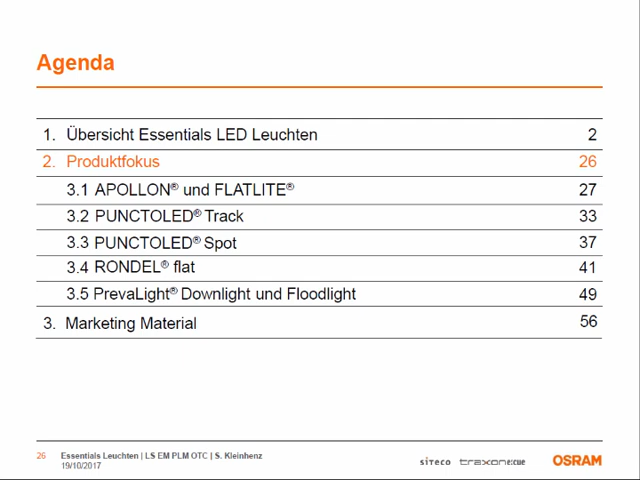 Agenda
1. Übersicht Essentials LED Leuchten 2
2. Produktfokus 26
3.1 APOLLON® und FLATLITE® 27
3.2 PUNCTOLED® Track 33
3.3 PUNCTOLED® Spot 37
3.4 RONDEL® flat 41
3.5 PrevaLight® Downlight und Floodlight 49
3. Marketing Material 56
26 Essentials Leuchten | LS EM PLM OTC | S. Kleinhenz
19/10/2017
siteco traxon e:cue OSRAM